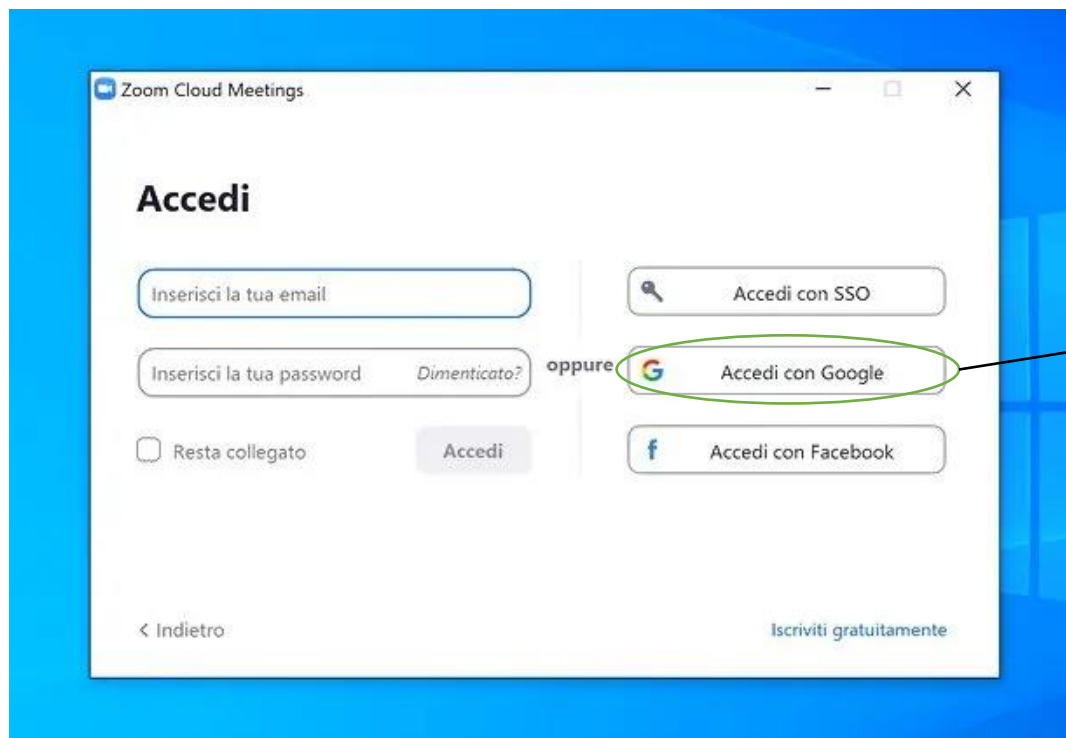 Zoom Cloud Meetings
Accedi
Inserisci la tua email
Inserisci la tua password Dimenticato?
Resta collegato Accedi
oppure
Accedi con SSO
Accedi con Google
Accedi con Facebook
< Indietro
Iscriviti gratuitamente